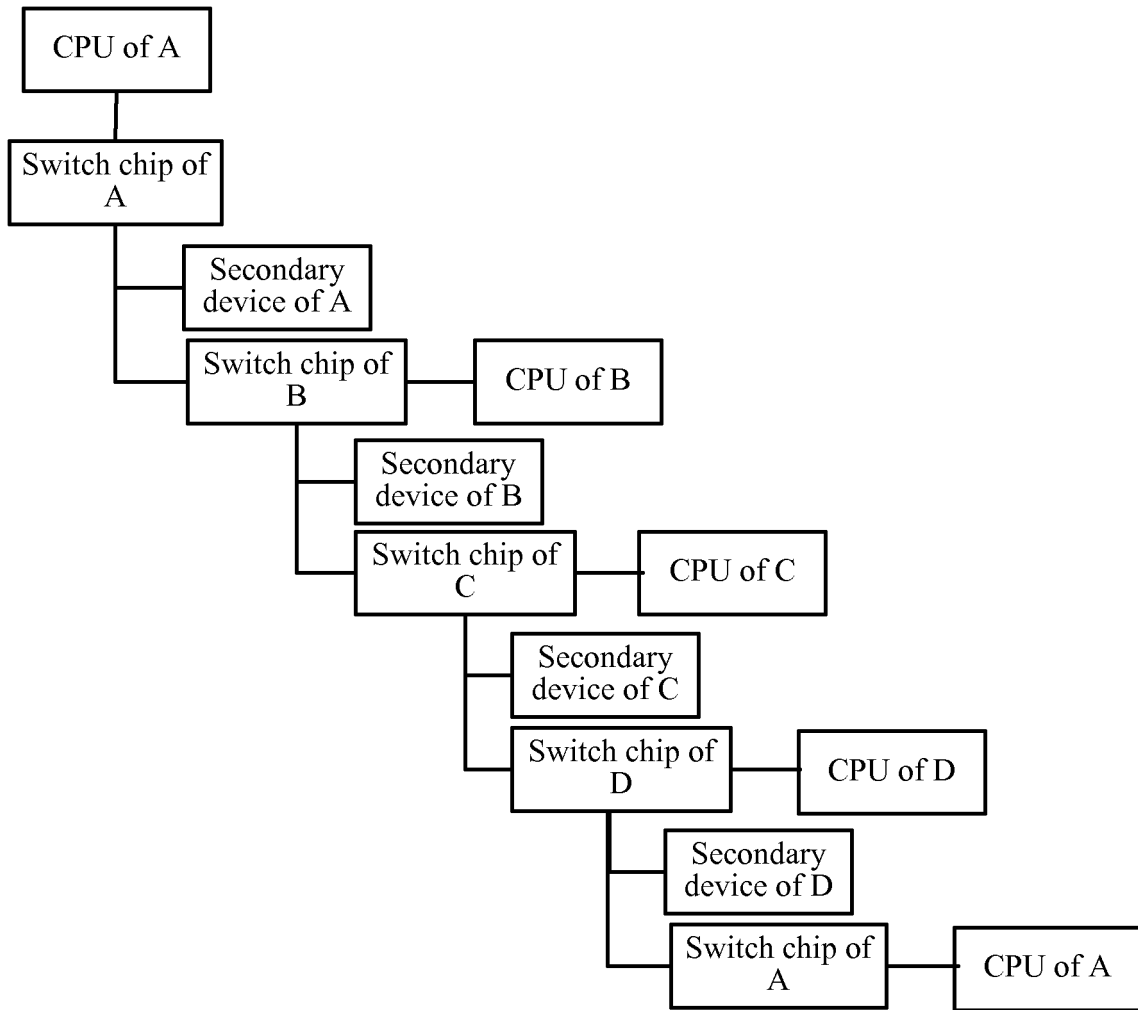 CPU of A
Switch chip of
A
Secondary
device of A
Switch chip of
B
CPU of B
Secondary
device of B
Switch chip of
C
CPU of C
Secondary
device of C
Switch chip of
D
CPU of D
Secondary
device of D
Switch chip of
A
CPU of A